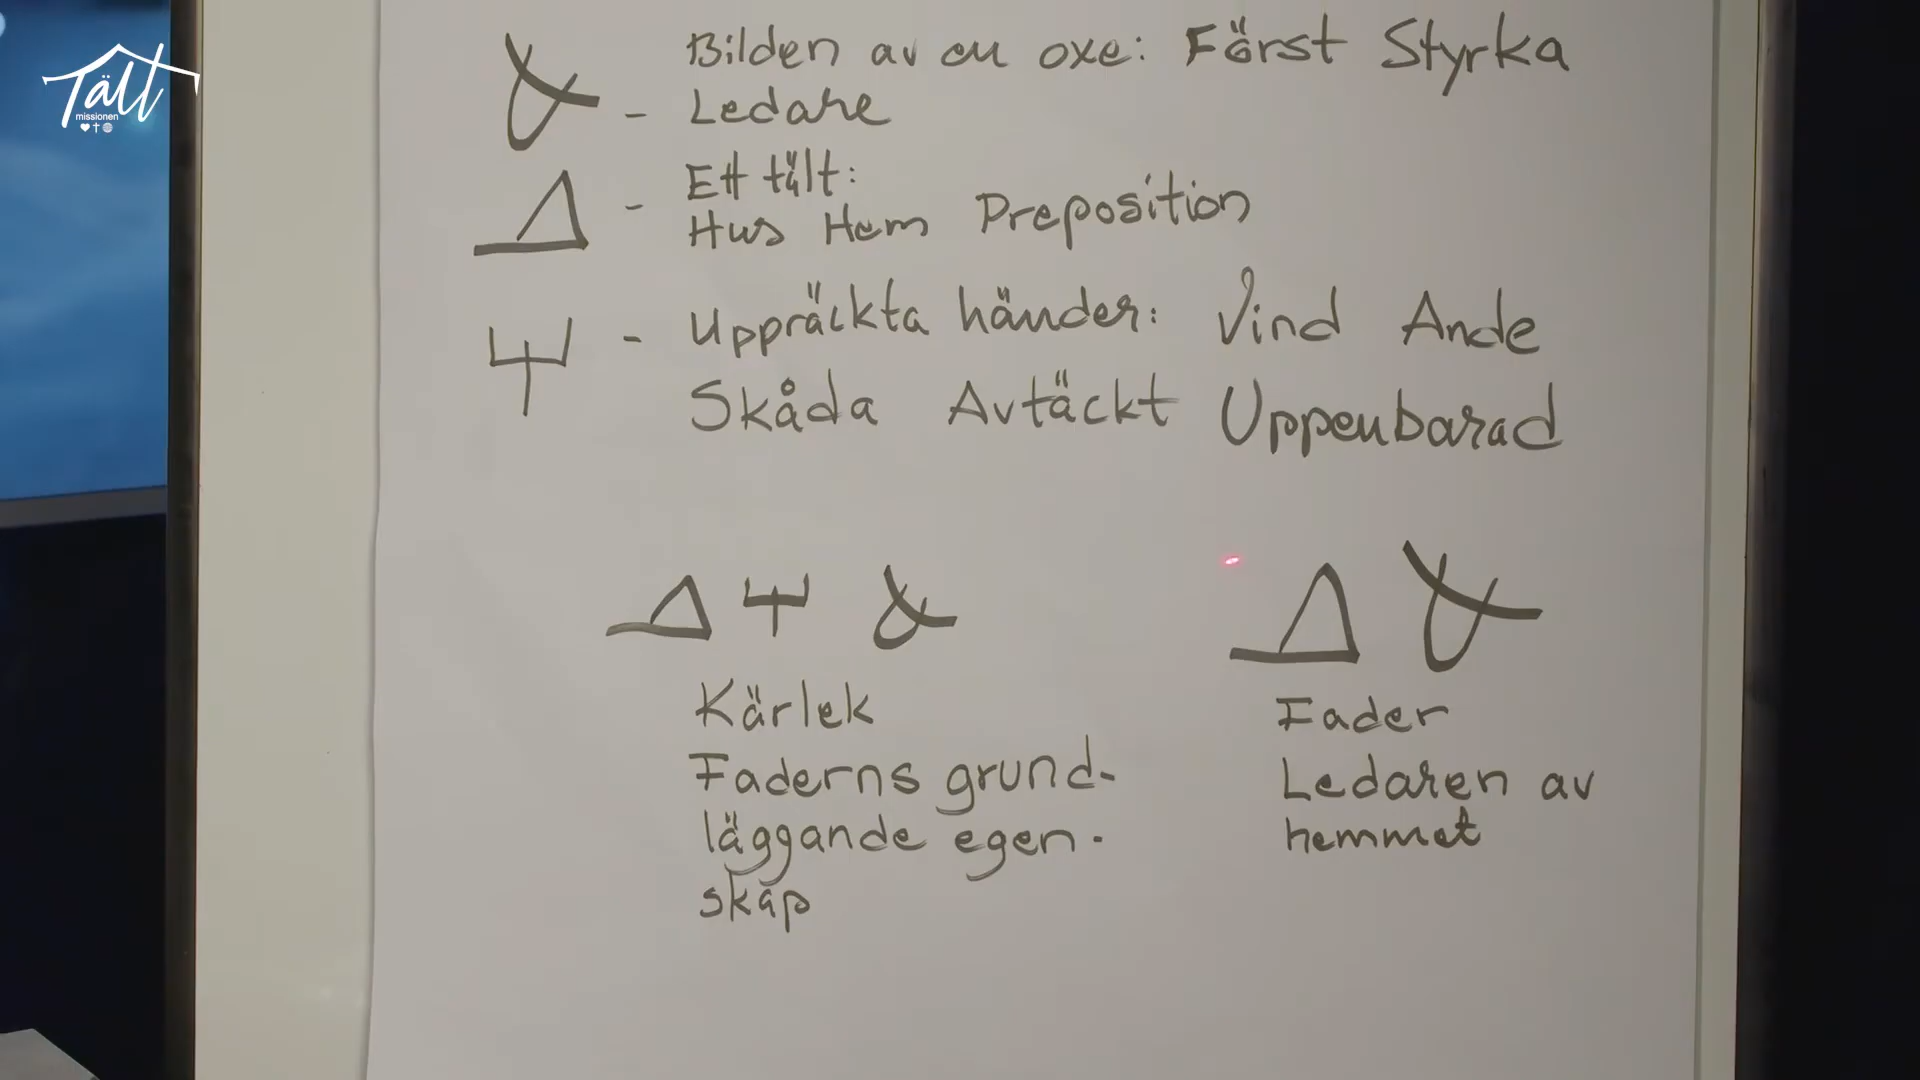 Tält
missionen
Bilden av en oxe: Först Styrka
- Ledare
Ett tält:
- Hus Hem Preposition
- Uppräckta händer: Vind Ande
Skåda Avtäckt Uppenbarad
Kärlek
Faderns grund-
läggande egen-
skap
Fader
Ledaren av
hemmet